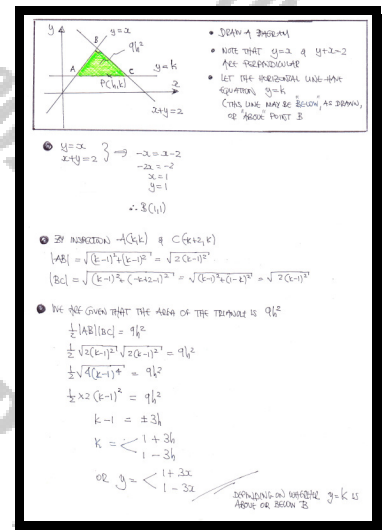 y
y=x
B
9h²
A
C
y=k
P(h,k)
x
x+y=2
• DRAW A DIAGRAM
• NOTE THAT y=x & y+x=2
ARE PERPENDICULAR
• LET THE HORIZONTAL LINE HAVE
EQUATION y=k
(THIS LINE MAY BE "BELOW", AS DRAWN,
OR "ABOVE" POINT B
y=x
x+y=2 } ⇒ -x=x-2
-2x=-2
x=1
y=1
∴ B(1,1)
BY INSPECTION A(k,k) & C(-k+2,k)
|AB| = √(k-1)²+(k-1)² = √2(k-1)²
|BC| = √(k-1)²+(-k+2-1)² = √(k-1)²+(1-k)² = √2(k-1)²
WE ARE GIVEN THAT THE AREA OF THE TRIANGLE IS 9h²
½|AB||BC| = 9h²
½√2(k-1)² √2(k-1)² = 9h²
½√4(k-1)⁴ = 9h²
½×2(k-1)² = 9h²
k-1 = ±3h
k = < 1+3h
1-3h
OR y = < 1+3x
1-3x
DEPENDING ON WHETHER y=k IS
ABOVE OR BELOW B